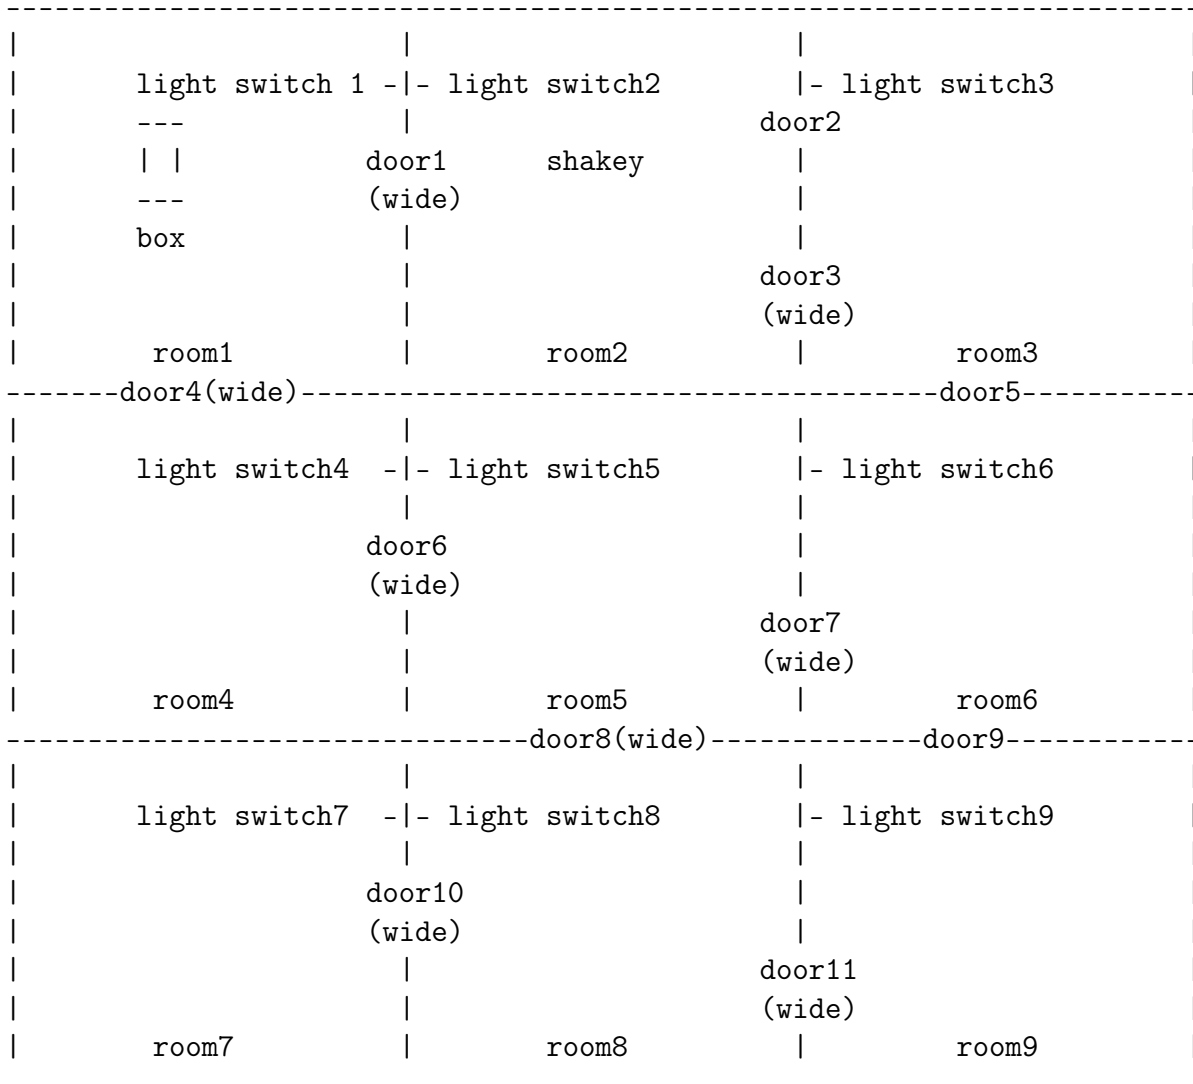 ---------------------------------------------------------------------------
|                       |                       |                       |
|       light switch 1 -|- light switch2        |- light switch3        |
|       ---             |                     door2                     |
|       | |           door1      shakey         |                       |
|       ---           (wide)                    |                       |
|       box             |                       |                       |
|                       |                     door3                     |
|                       |                     (wide)                    |
|        room1          |        room2          |         room3         |
-------door4(wide)---------------------------------------door5-----------
|                       |                       |                       |
|       light switch4  -|- light switch5        |- light switch6        |
|                       |                       |                       |
|                     door6                     |                       |
|                     (wide)                    |                       |
|                       |                     door7                     |
|                       |                     (wide)                    |
|        room4          |        room5          |         room6         |
--------------------------------door8(wide)-------------door9------------
|                       |                       |                       |
|       light switch7  -|- light switch8        |- light switch9        |
|                       |                       |                       |
|                     door10                    |                       |
|                     (wide)                    |                       |
|                       |                     door11                    |
|                       |                     (wide)                    |
|        room7          |        room8          |         room9         |